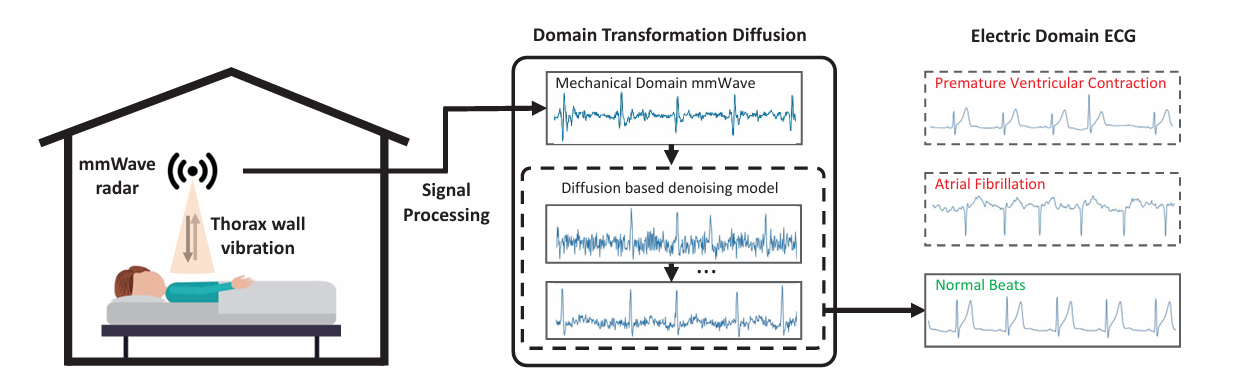 Domain Transformation Diffusion
Electric Domain ECG
mmWave
radar
Thorax wall
vibration
Signal
Processing
Mechanical Domain mmWave
Diffusion based denoising model
...
Premature Ventricular Contraction
Atrial Fibrillation
Normal Beats